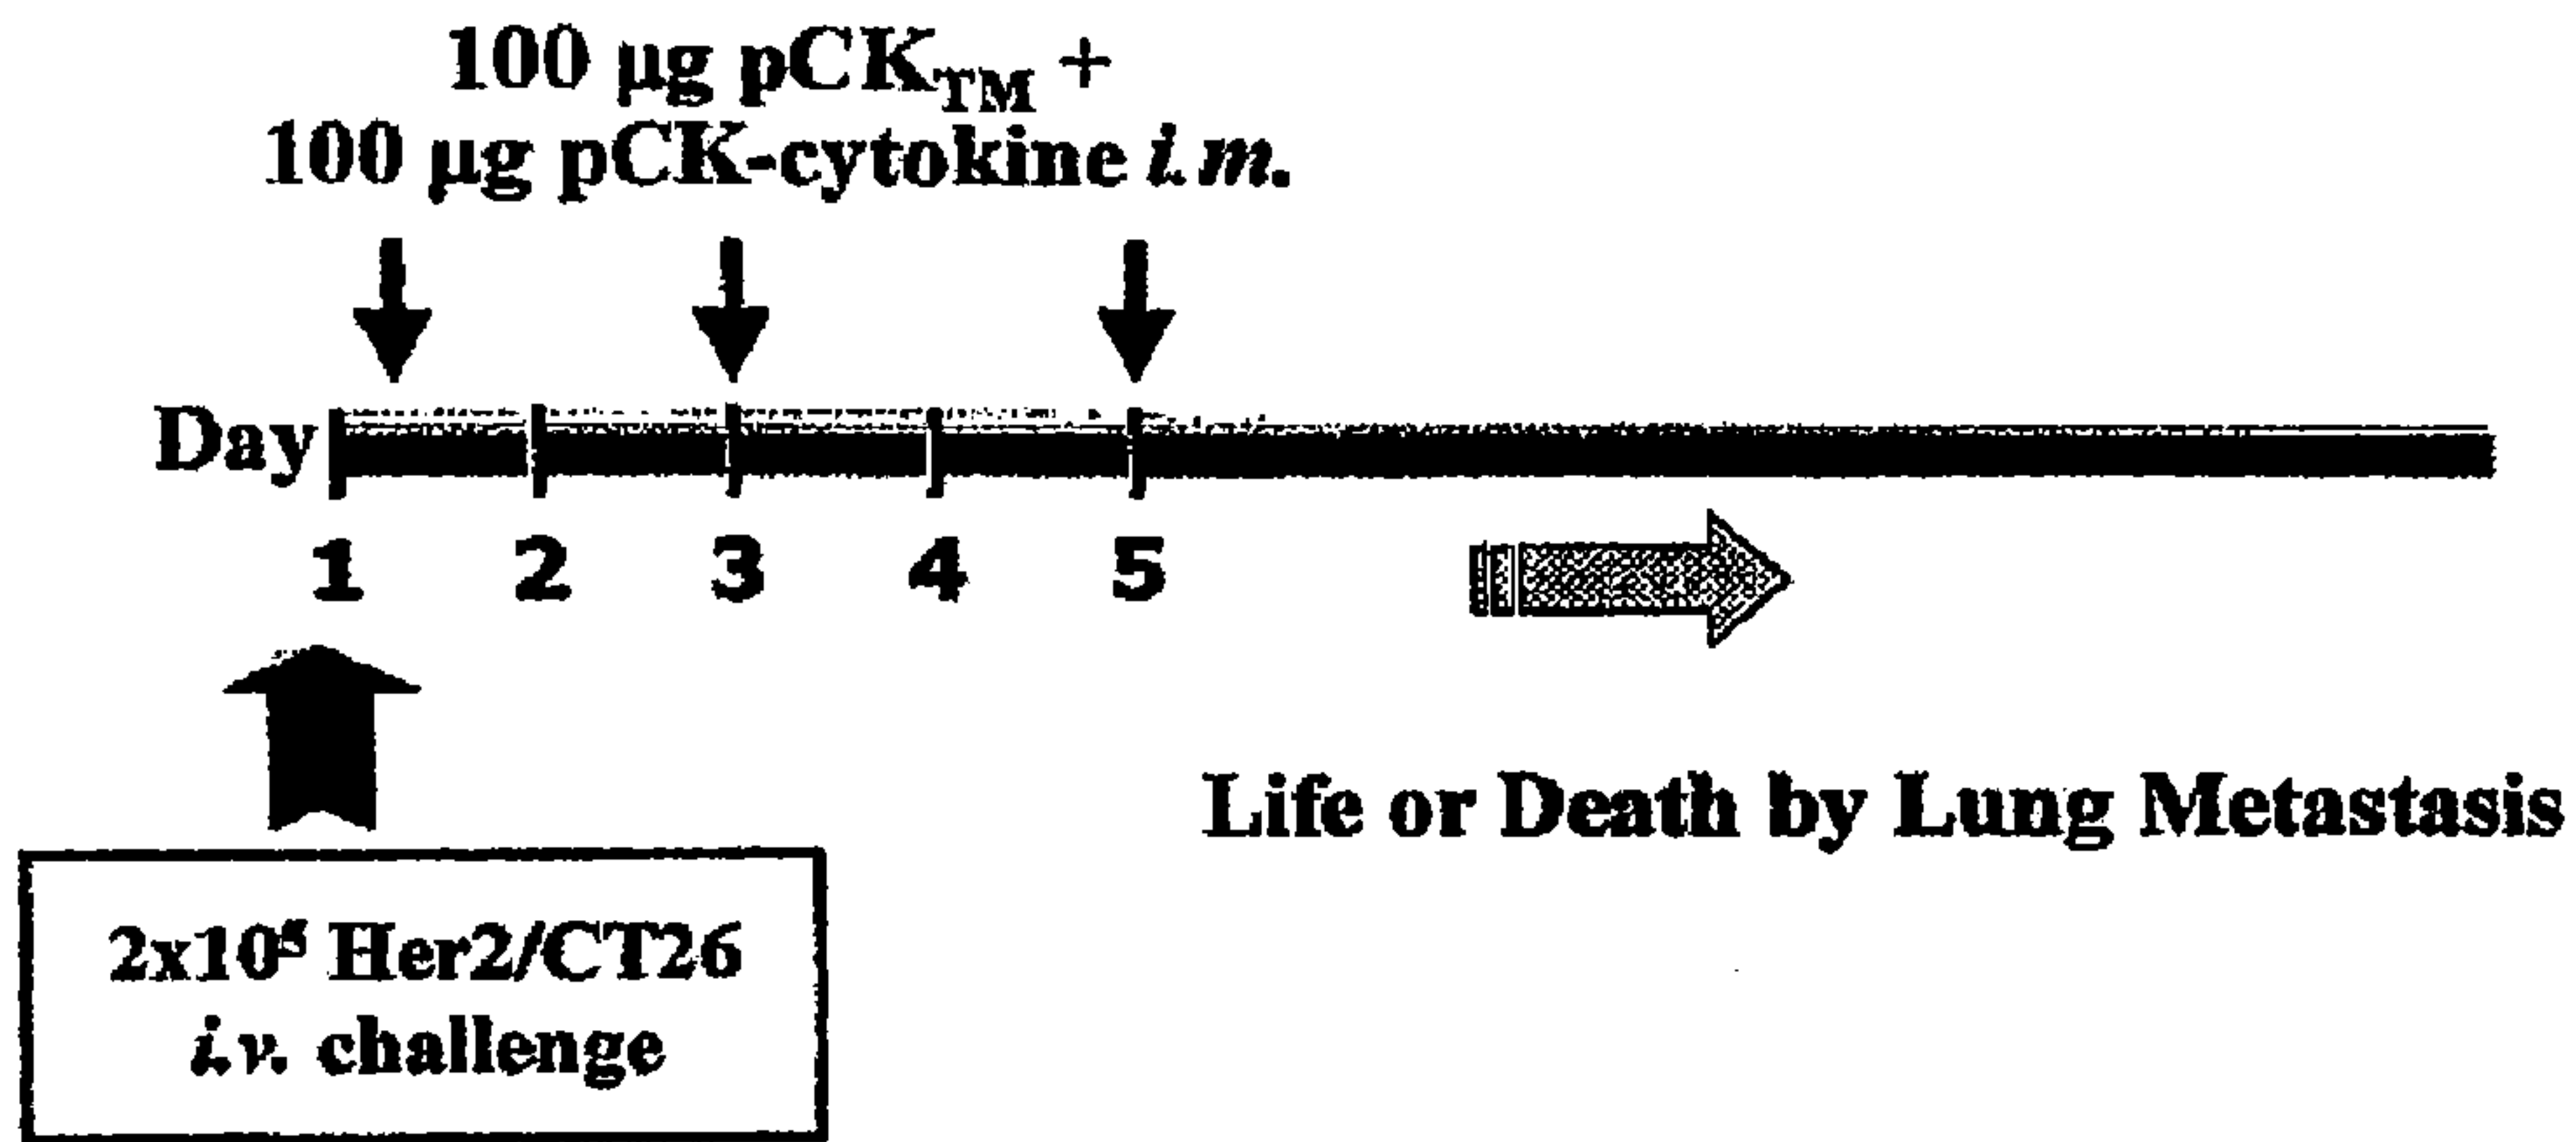 100 µg pCK_TM +
100 µg pCK-cytokine i.m.
Day
1 2 3 4 5
Life or Death by Lung Metastasis
2x10⁵ Her2/CT26
i.v. challenge